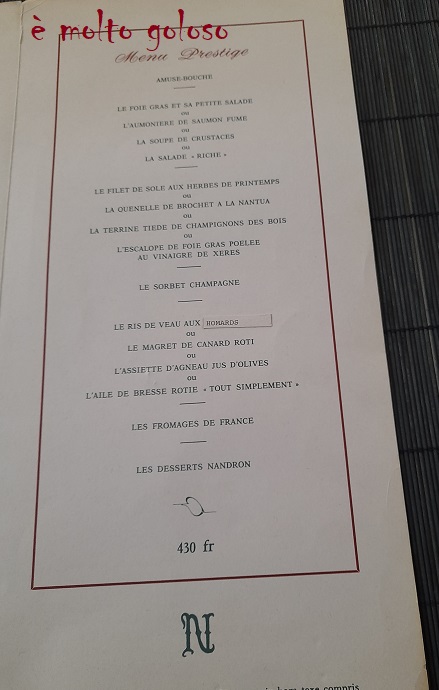 è molto goloso
Menu Prestige
AMUSE-BOUCHE
LE FOIE GRAS ET SA PETITE SALADE
ou
L'AUMONIERE DE SAUMON FUME
ou
LA SOUPE DE CRUSTACES
ou
LA SALADE « RICHE »
LE FILET DE SOLE AUX HERBES DE PRINTEMPS
ou
LA QUENELLE DE BROCHET A LA NANTUA
ou
LA TERRINE TIEDE DE CHAMPIGNONS DES BOIS
ou
L'ESCALOPE DE FOIE GRAS POELEE
AU VINAIGRE DE XERES
LE SORBET CHAMPAGNE
LE RIS DE VEAU AUX HOMARDS
ou
LE MAGRET DE CANARD ROTI
ou
L'ASSIETTE D'AGNEAU JUS D'OLIVES
ou
L'AILE DE BRESSE ROTIE « TOUT SIMPLEMENT »
LES FROMAGES DE FRANCE
LES DESSERTS NANDRON
430 fr
N
taxe compris